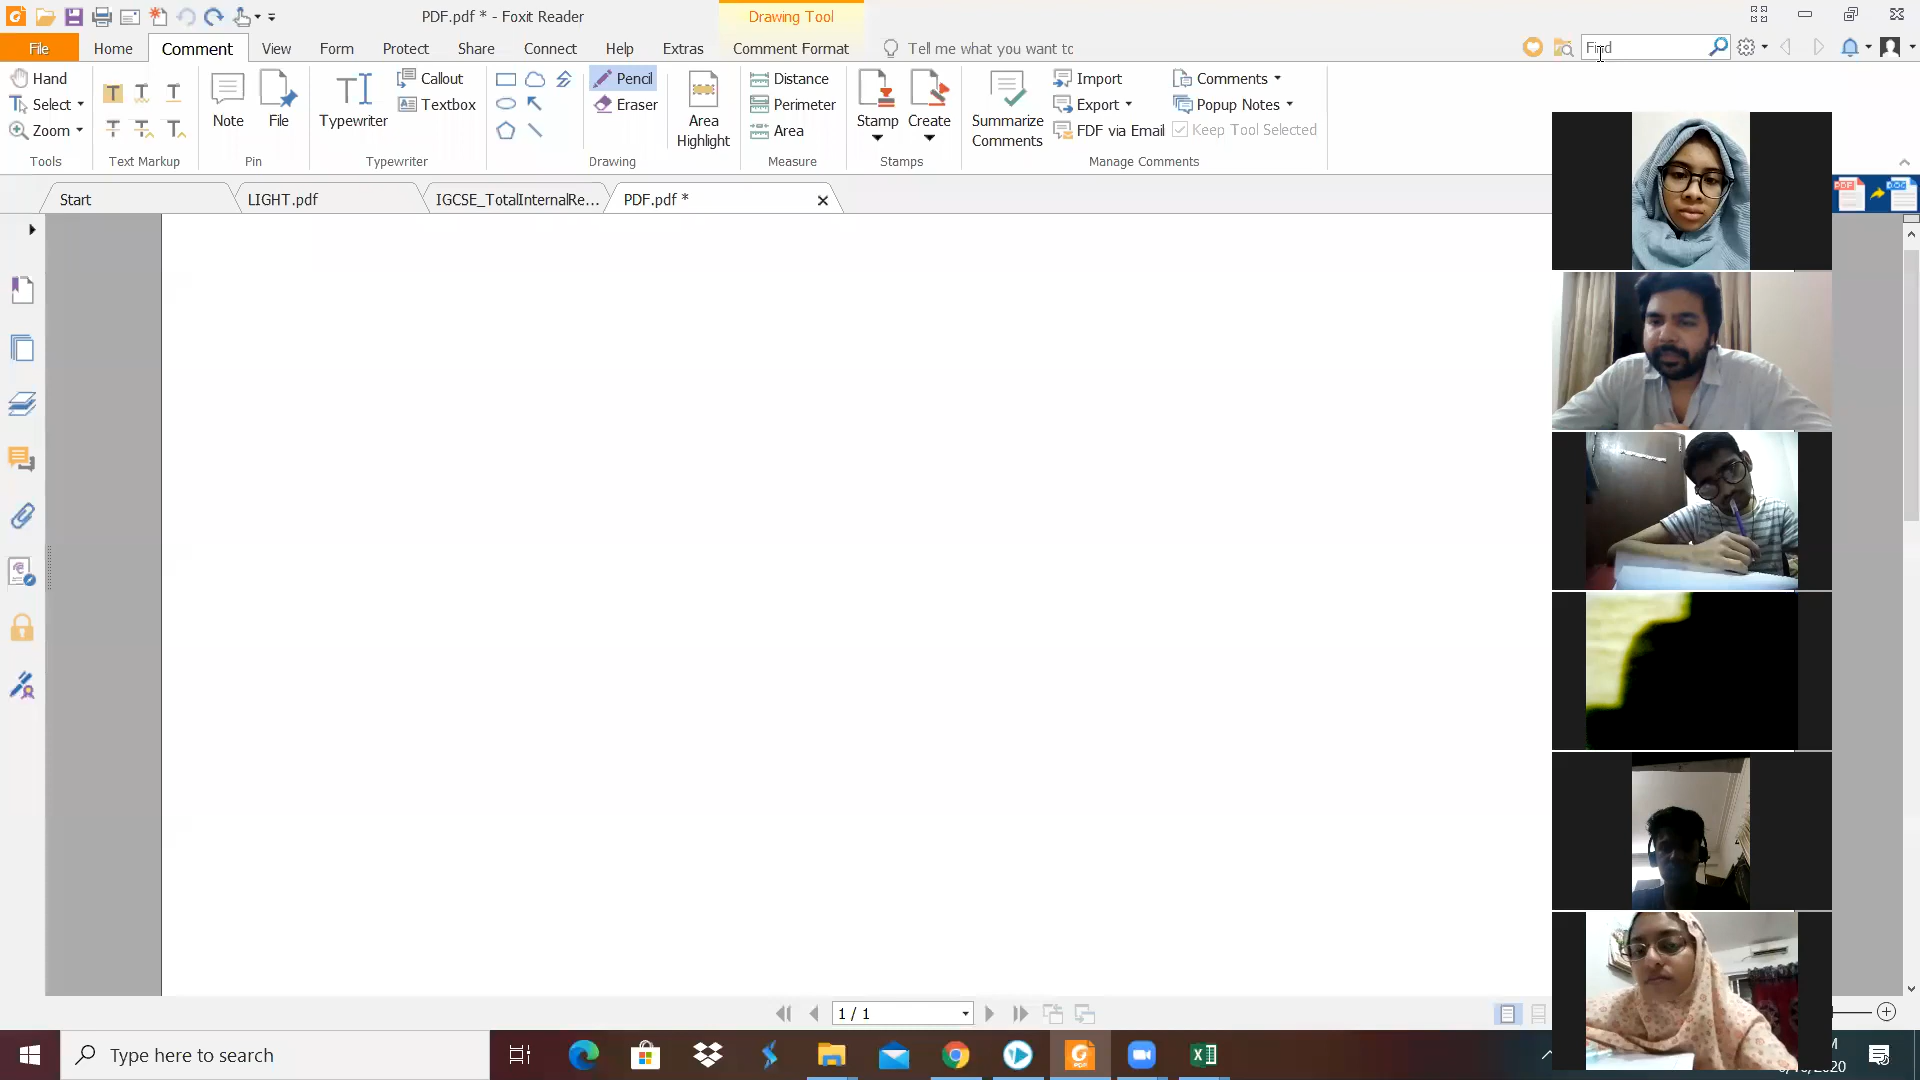 PDF.pdf * - Foxit Reader
Drawing Tool
File Home Comment View Form Protect Share Connect Help Extras Comment Format Tell me what you want to Find
Hand
Select
Zoom
Tools
Text Markup
Note
File
Pin
Typewriter
Callout
Textbox
Typewriter
Pencil
Eraser
Drawing
Area
Highlight
Distance
Perimeter
Area
Measure
Stamp
Create
Stamps
Summarize
Comments
Import
Export
FDF via Email
Comments
Popup Notes
Keep Tool Selected
Manage Comments
Start LIGHT.pdf IGCSE_TotalInternalRe... PDF.pdf *
1 / 1
Type here to search